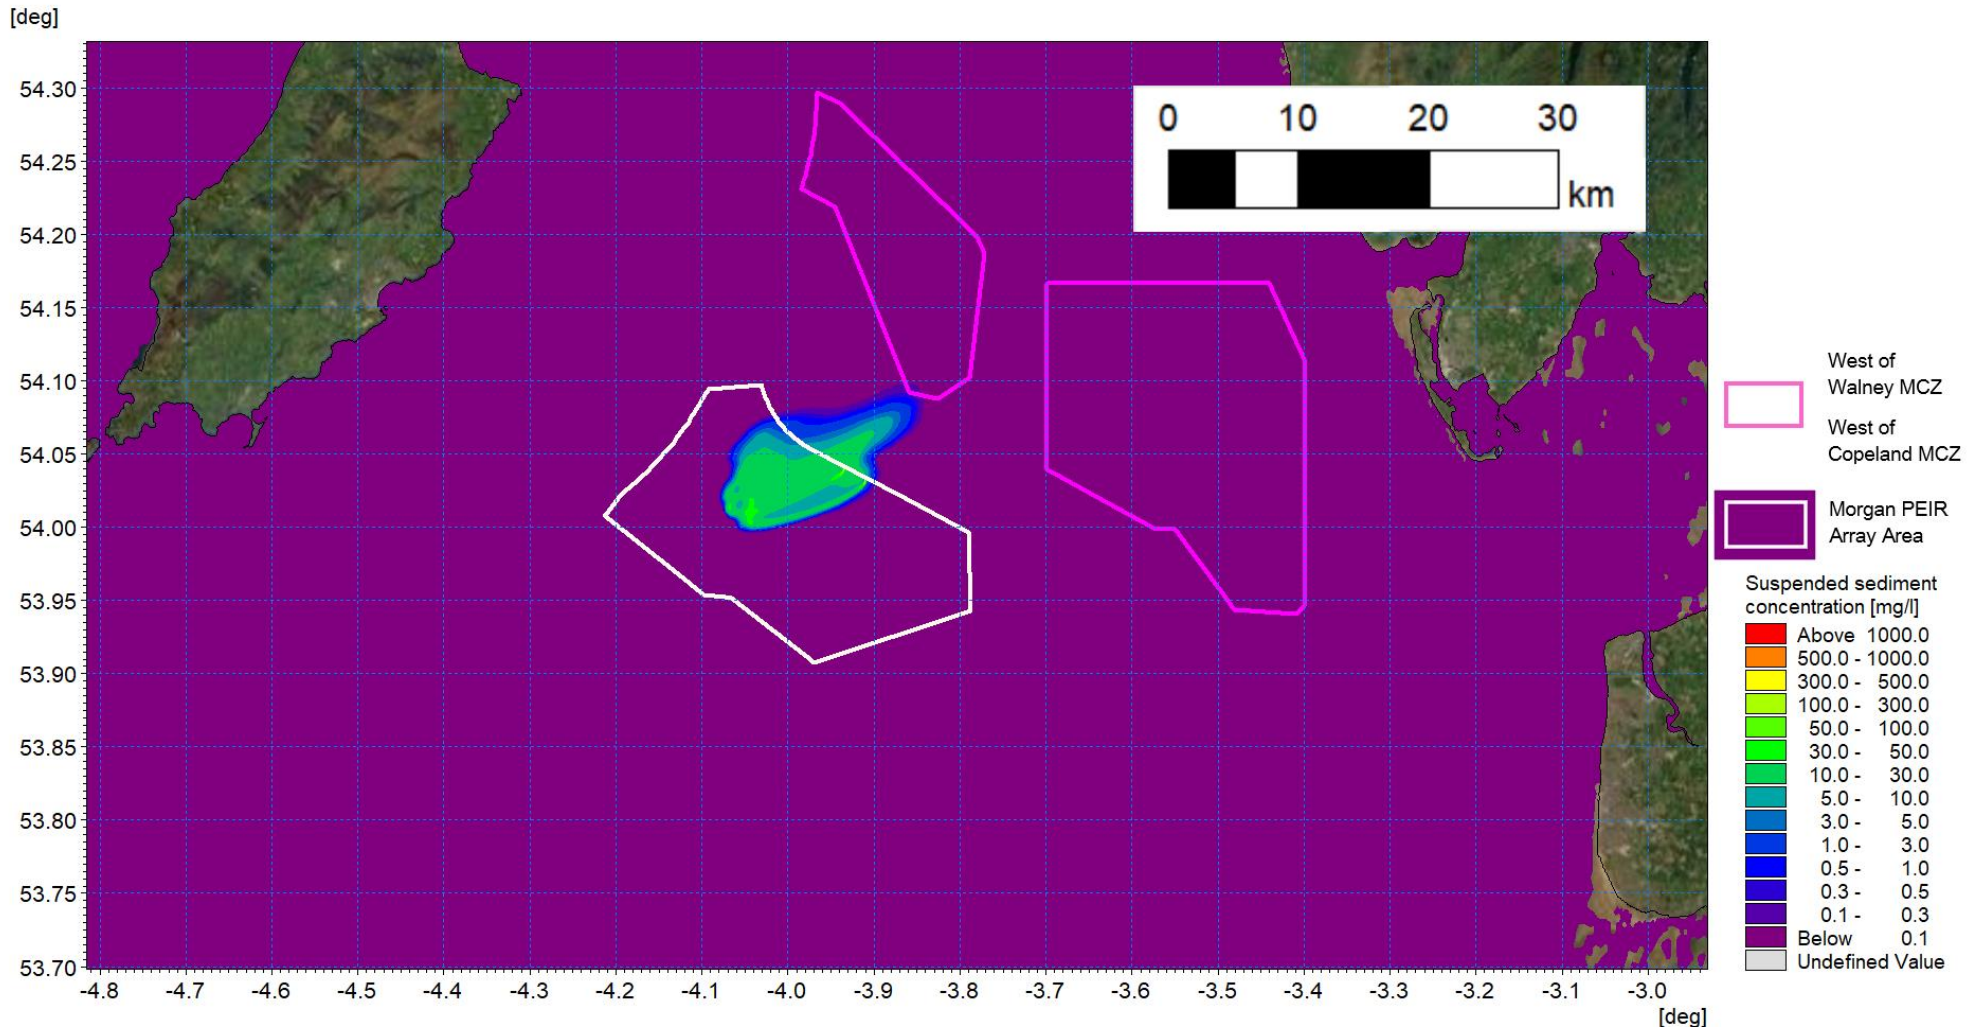 [deg]
54.30
54.25
54.20
54.15
54.10
54.05
54.00
53.95
53.90
53.85
53.80
53.75
53.70
-4.8 -4.7 -4.6 -4.5 -4.4 -4.3 -4.2 -4.1 -4.0 -3.9 -3.8 -3.7 -3.6 -3.5 -3.4 -3.3 -3.2 -3.1 -3.0
[deg]
0 10 20 30
km
West of
Walney MCZ
West of
Copeland MCZ
Morgan PEIR
Array Area
Suspended sediment
concentration [mg/l]
Above 1000.0
500.0 - 1000.0
300.0 - 500.0
100.0 - 300.0
50.0 - 100.0
30.0 - 50.0
10.0 - 30.0
5.0 - 10.0
3.0 - 5.0
1.0 - 3.0
0.5 - 1.0
0.3 - 0.5
0.1 - 0.3
Below 0.1
Undefined Value